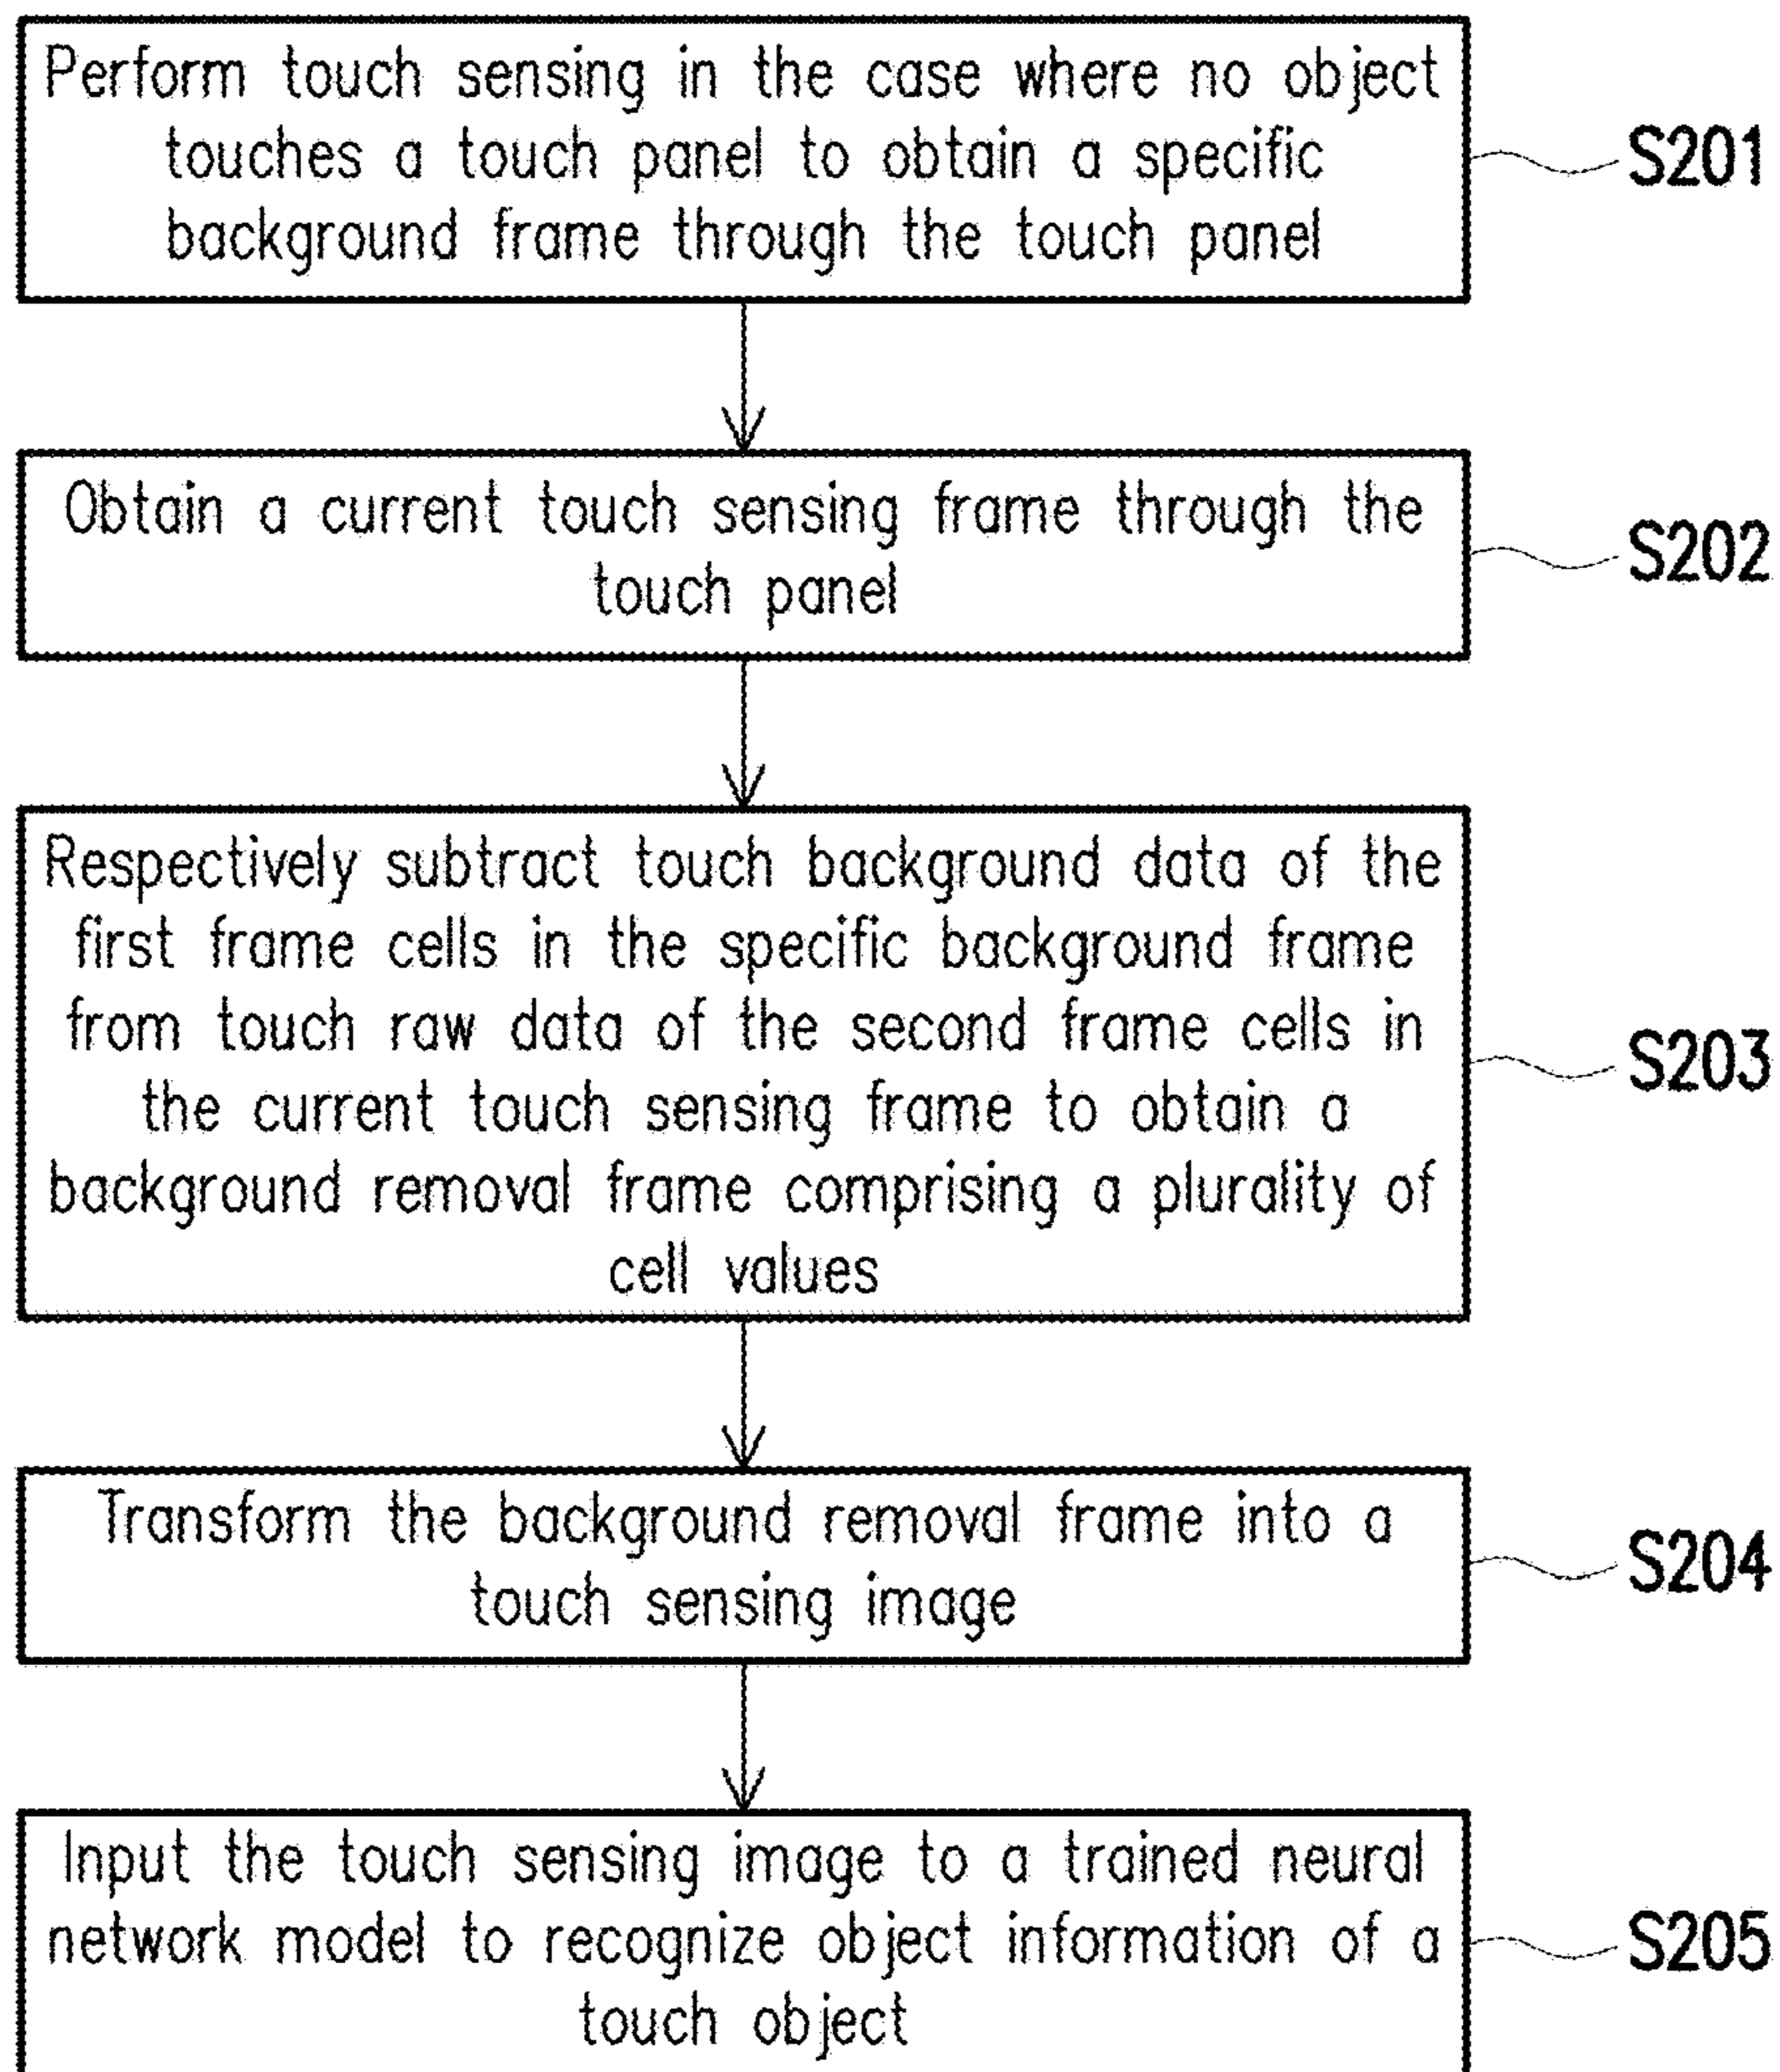 Perform touch sensing in the case where no object
touches a touch panel to obtain a specific
background frame through the touch panel
S201
Obtain a current touch sensing frame through the
touch panel
S202
Respectively subtract touch background data of the
first frame cells in the specific background frame
from touch raw data of the second frame cells in
the current touch sensing frame to obtain a
background removal frame comprising a plurality of
cell values
S203
Transform the background removal frame into a
touch sensing image
S204
Input the touch sensing image to a trained neural
network model to recognize object information of a
touch object
S205